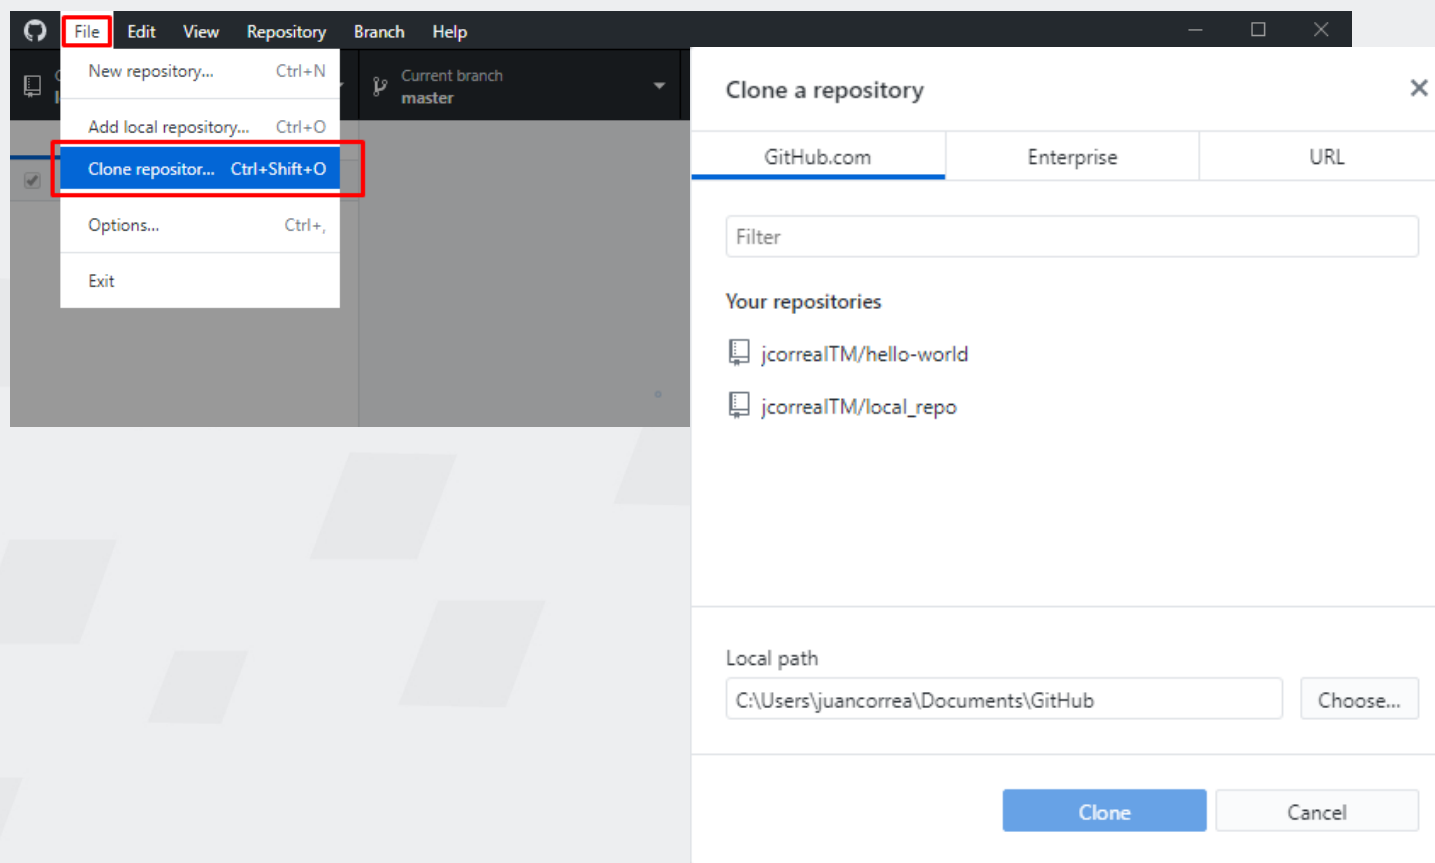 File Edit View Repository Branch Help
New repository... Ctrl+N
Add local repository... Ctrl+O
Clone repositor... Ctrl+Shift+O
Options... Ctrl+,
Exit
Current branch
master
Clone a repository
GitHub.com Enterprise URL
Filter
Your repositories
jcorrealTM/hello-world
jcorrealTM/local_repo
Local path
C:\Users\juancorrea\Documents\GitHub Choose...
Clone Cancel